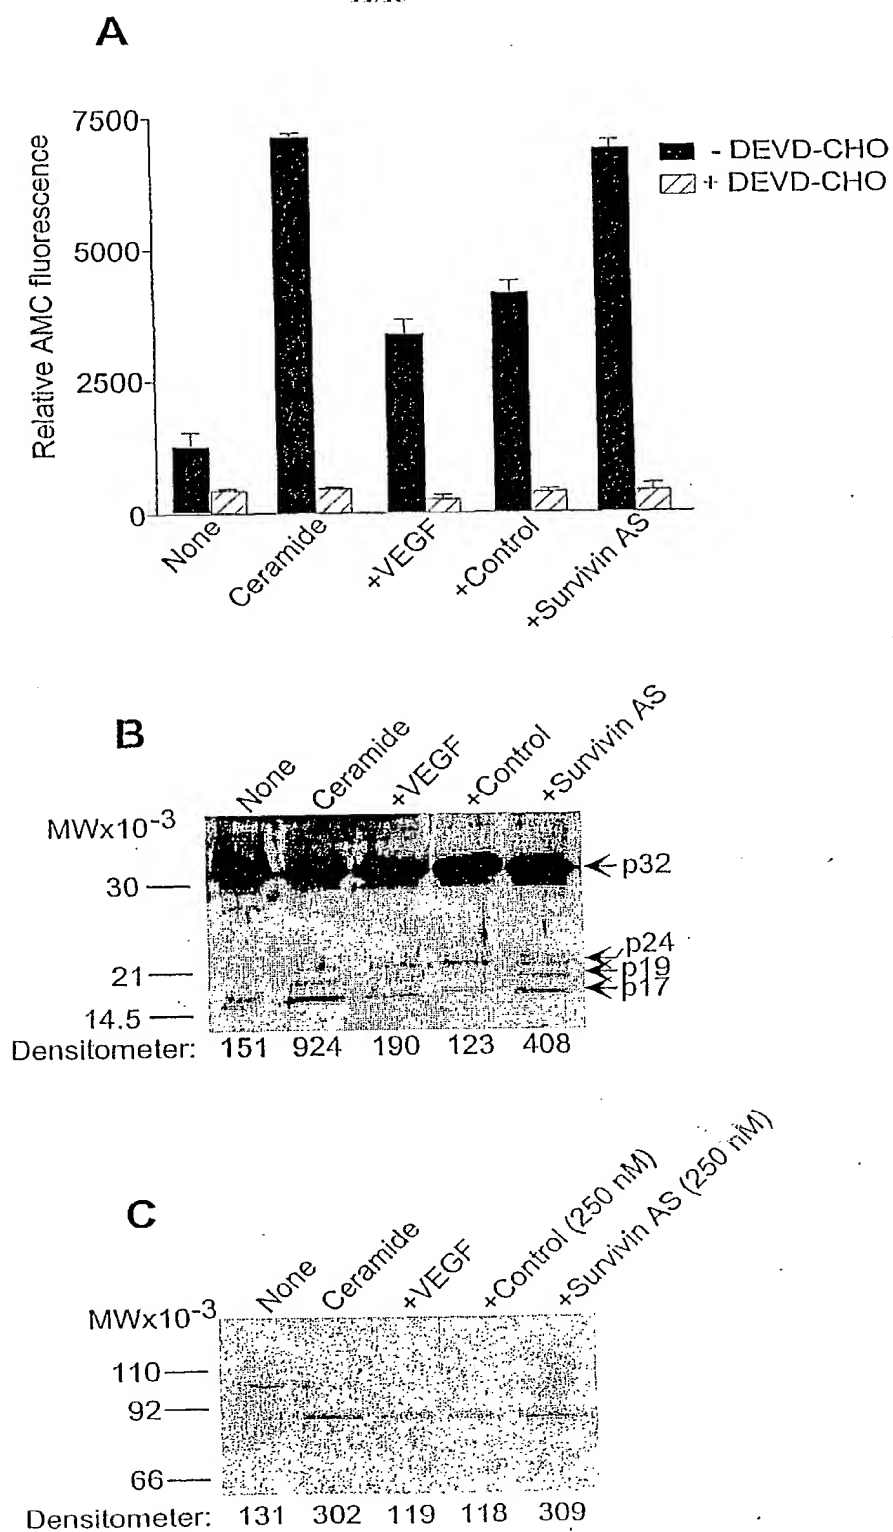 A
7500
5000
2500
0
Relative AMC fluorescence
- DEVD-CHO
+ DEVD-CHO
None
Ceramide
+VEGF
+Control
+Survivin AS
B
None
Ceramide
+VEGF
+Control
+Survivin AS
MWx10-3
30
21
14.5
p32
p24
p19
p17
Densitometer: 151 924 190 123 408
C
None
Ceramide
+VEGF
+Control (250 nM)
+Survivin AS (250 nM)
MWx10-3
110
92
66
Densitometer: 131 302 119 118 309